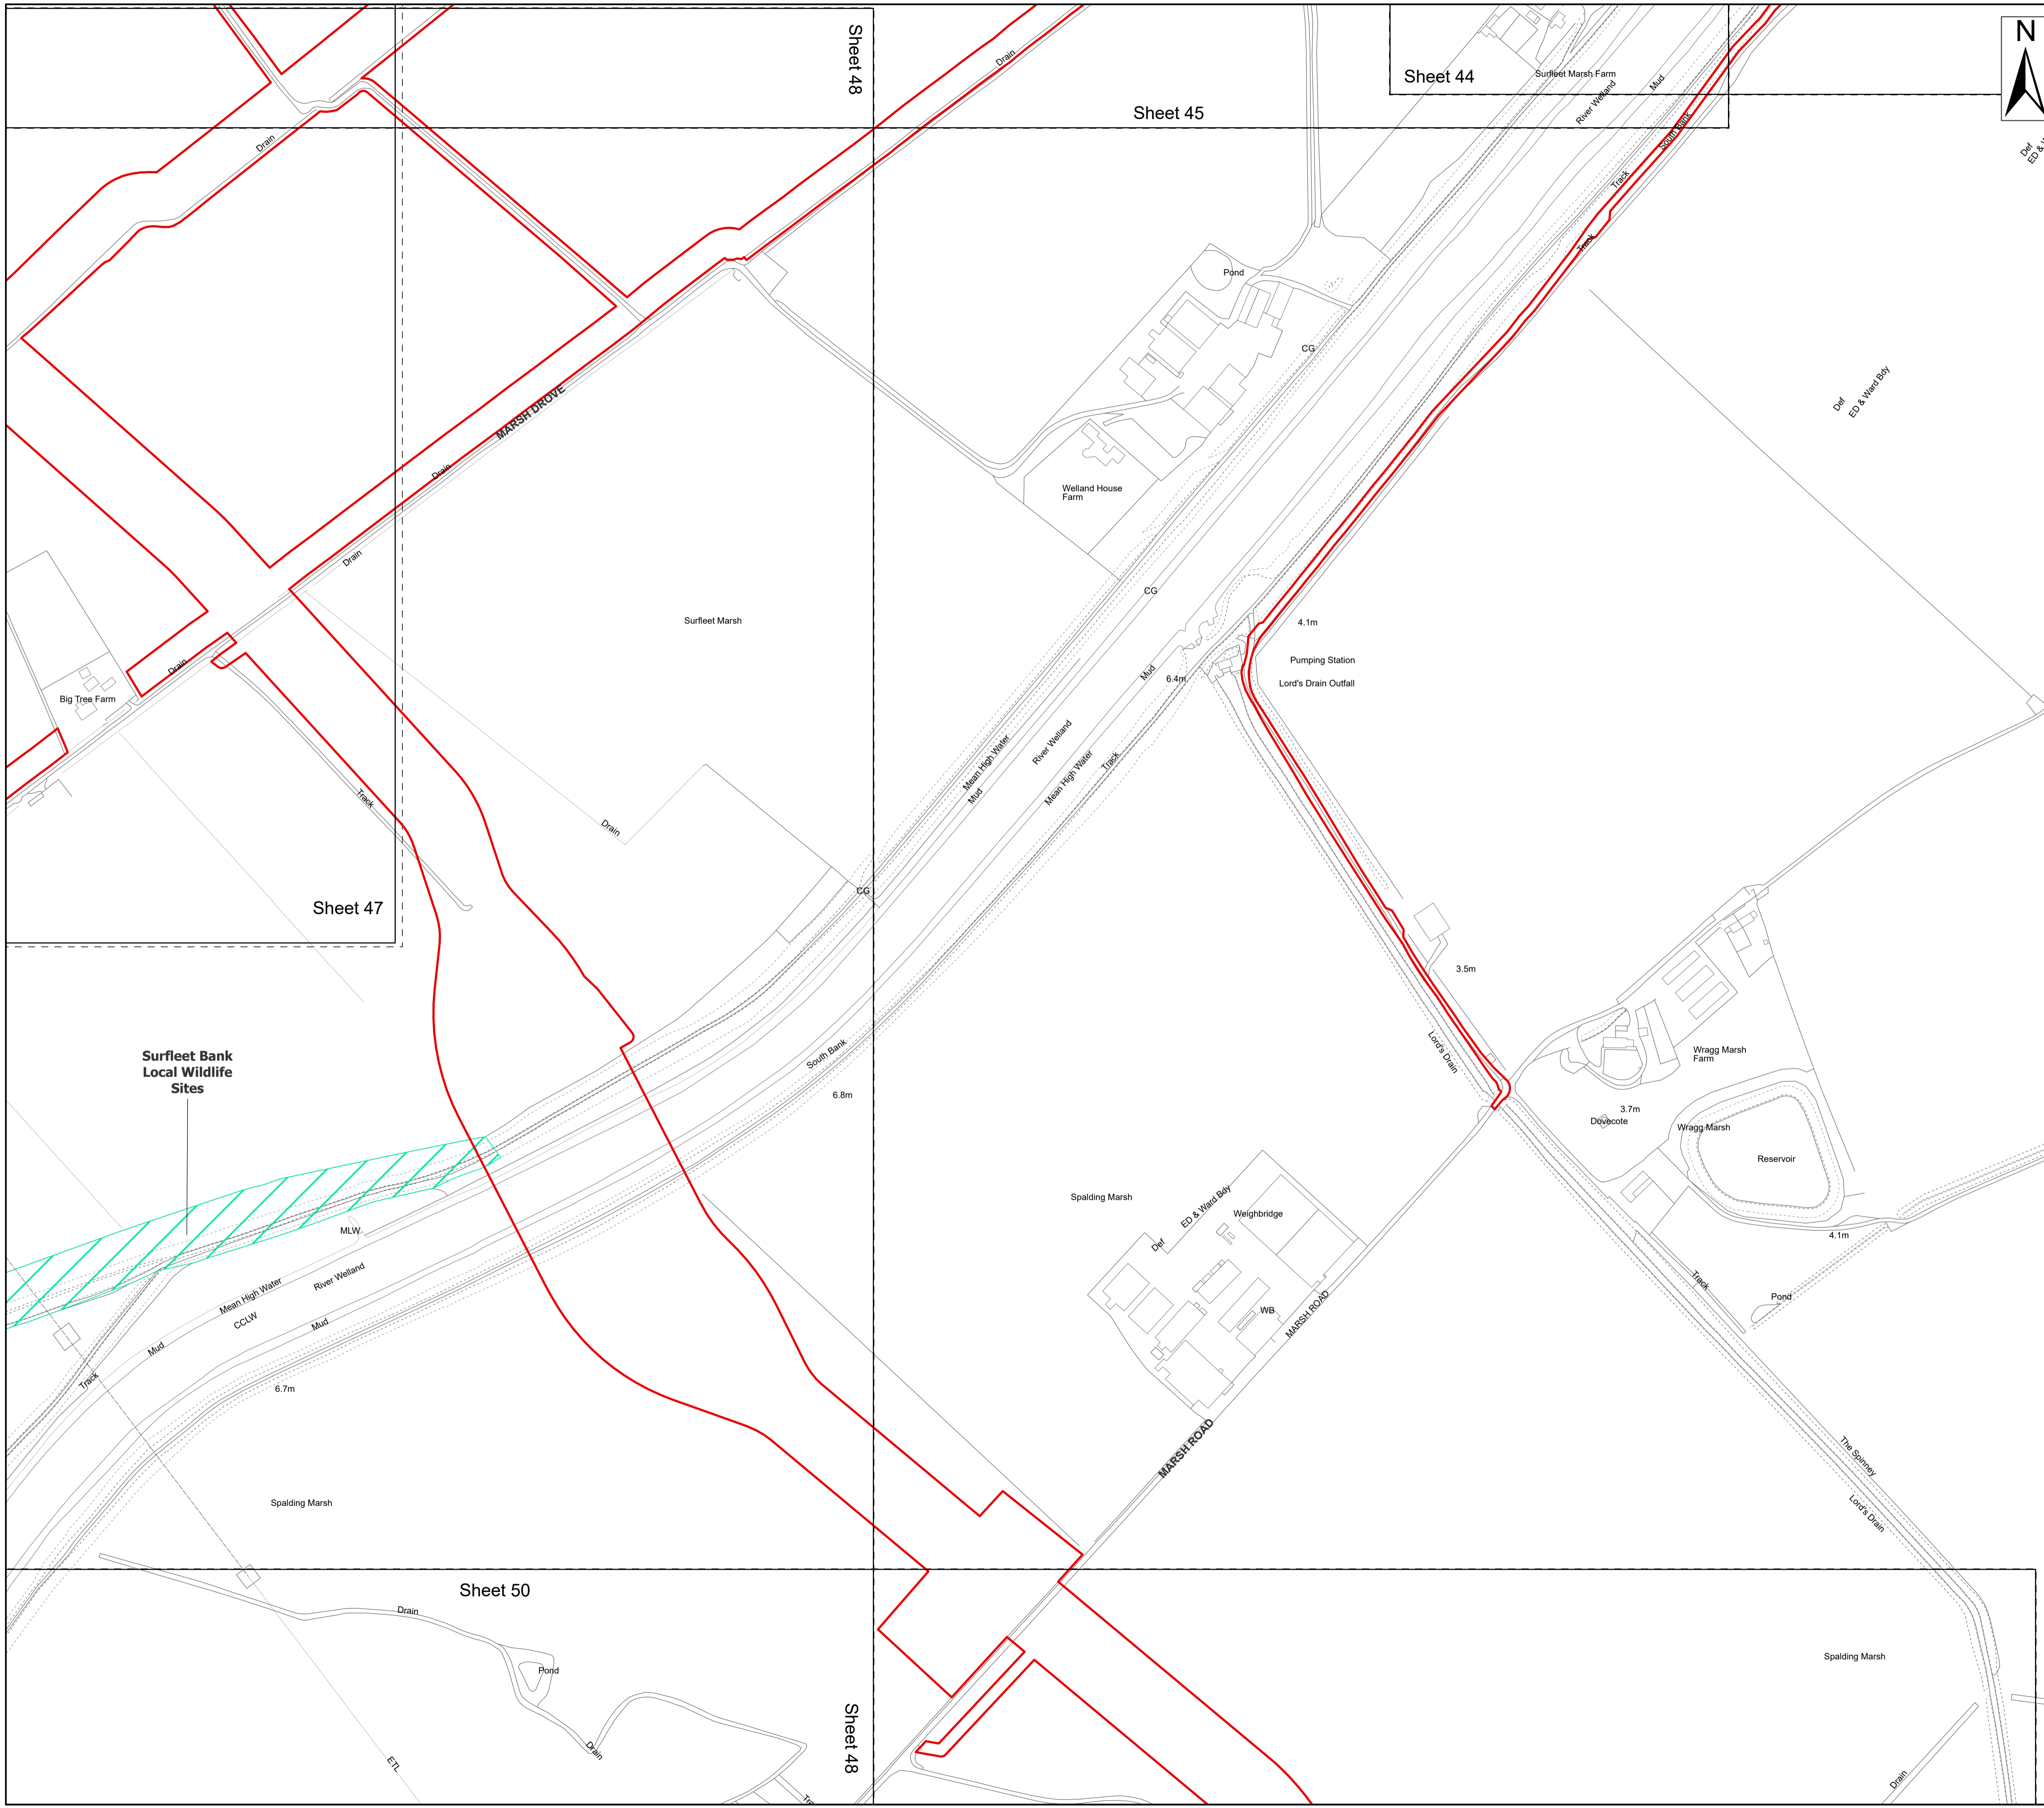 Sheet 48
Sheet 45
Sheet 44
N
Drain
Surfleet Marsh Farm
River Welland
Mud
South Bank
Track
Track
Def
Drain
Pond
CG
Def
ED & Ward Bdy
MARSH DROVE
Drain
Welland House
Farm
Drain
CG
Surfleet Marsh
4.1m
Pumping Station
Lord's Drain Outfall
Drain
Big Tree Farm
Mud
6.4m
River Welland
Mean High Water
Mean High Water
Track
Mud
Track
Drain
CG
Sheet 47
3.5m
Lord's Drain
South Bank
6.8m
Wragg Marsh
Farm
3.7m
Dovecote
Wragg Marsh
Reservoir
Surfleet Bank
Local Wildlife
Sites
Spalding Marsh
ED & Ward Bdy
Weighbridge
Def
WB
MARSH ROAD
4.1m
Track
Pond
MLW
River Welland
Mean High Water
CCLW
Mud
Mud
Track
6.7m
MARSH ROAD
The Spinney
Lord's Drain
Spalding Marsh
Sheet 50
Drain
Pond
Drain
Sheet 48
ETL
Spalding Marsh
Drain